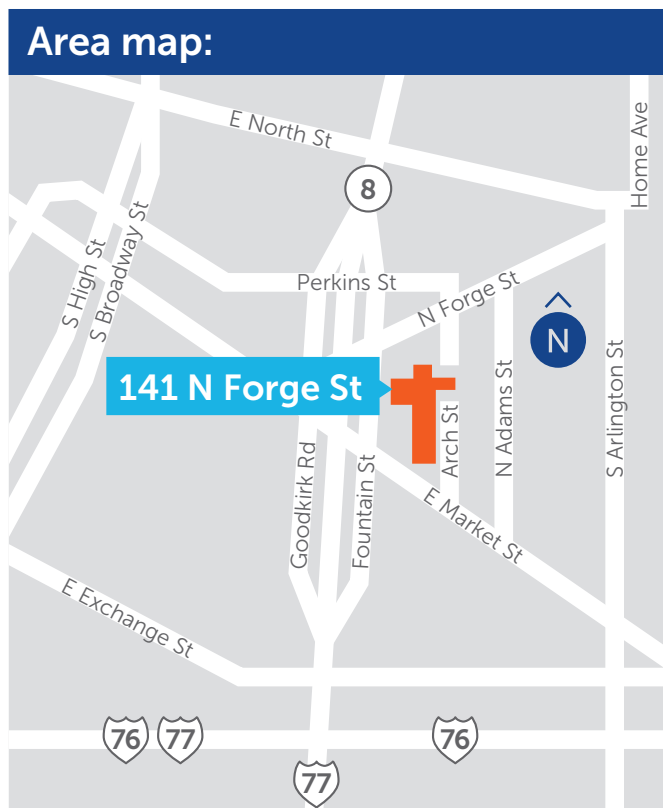 Area map:
E North St
Home Ave
8
S High St
S Broadway St
Perkins St
N Forge St
N
141 N Forge St
Goodkirk Rd
Fountain St
Arch St
N Adams St
S Arlington St
E Market St
E Exchange St
76
77
76
77